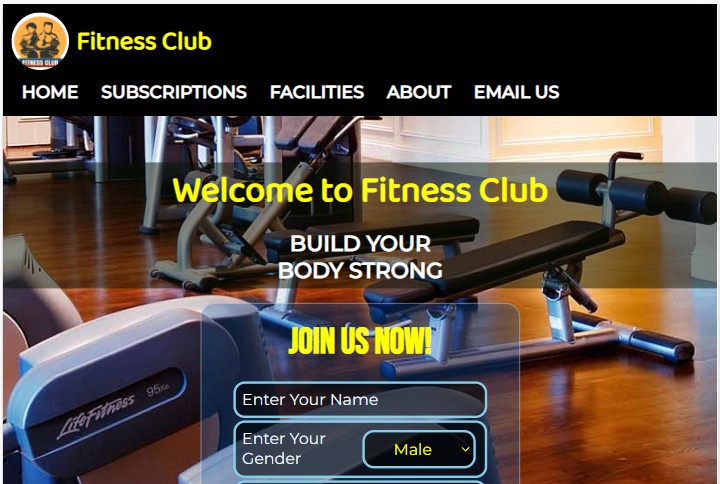 FITNESS CLUB
Fitness Club
HOME SUBSCRIPTIONS FACILITIES ABOUT EMAIL US
Welcome to Fitness Club
BUILD YOUR
BODY STRONG
JOIN US NOW!
Enter Your Name
LifeFitness 95Xe
Enter Your
Gender
Male